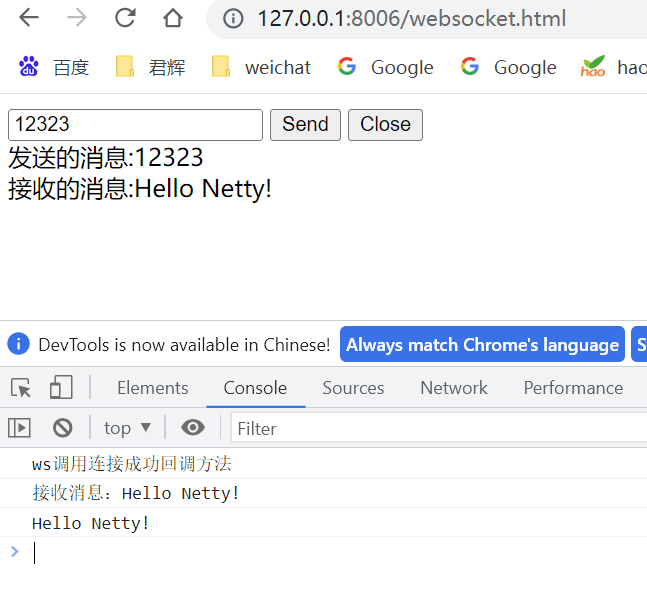 127.0.0.1:8006/websocket.html
du 百度 君辉 weichat Google Google hao hao
12323 Send Close
发送的消息:12323
接收的消息:Hello Netty!
i DevTools is now available in Chinese! Always match Chrome's language S
Elements Console Sources Network Performance
top ▼ Filter
ws调用连接成功回调方法
接收消息：Hello Netty!
Hello Netty!
>